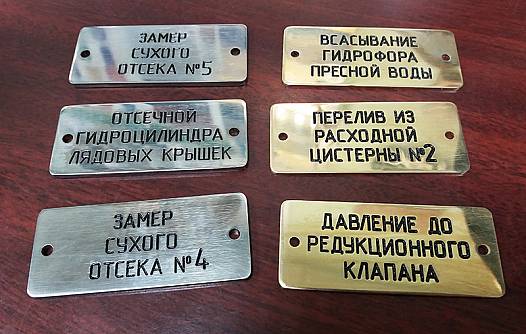 ЗАМЕР
СУХОГО
ОТСЕКА №5
ВСАСЫВАНИЕ
ГИДРОФОРА
ПРЕСНОЙ ВОДЫ
ОТСЕЧНОЙ
ГИДРОЦИЛИНДРА
ЛЯДОВЫХ КРЫШЕК
ПЕРЕЛИВ ИЗ
РАСХОДНОЙ
ЦИСТЕРНЫ №2
ЗАМЕР
СУХОГО
ОТСЕКА №4
ДАВЛЕНИЕ ДО
РЕДУКЦИОННОГО
КЛАПАНА